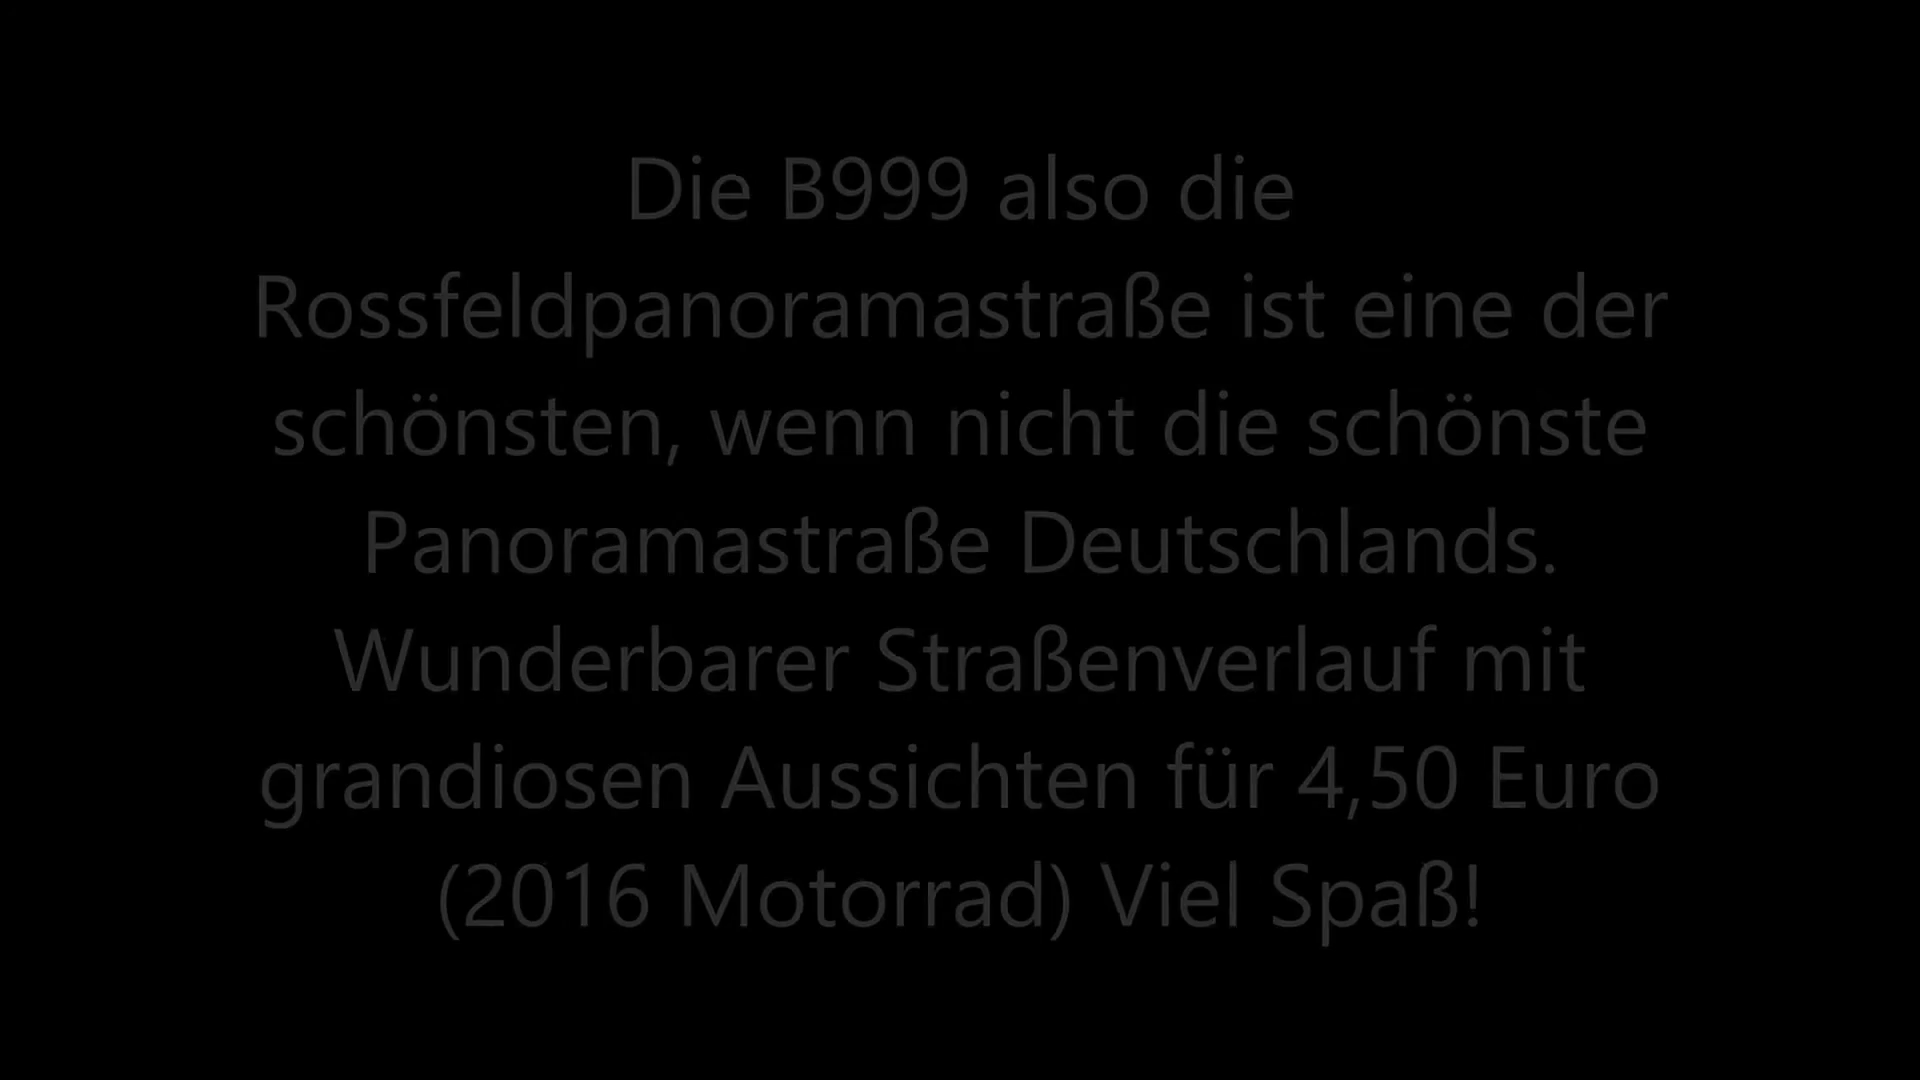 Die B999 also die
Rossfeldpanoramastraße ist eine der
schönsten, wenn nicht die schönste
Panoramastraße Deutschlands.
Wunderbarer Straßenverlauf mit
grandiosen Aussichten für 4,50 Euro
(2016 Motorrad) Viel Spaß!